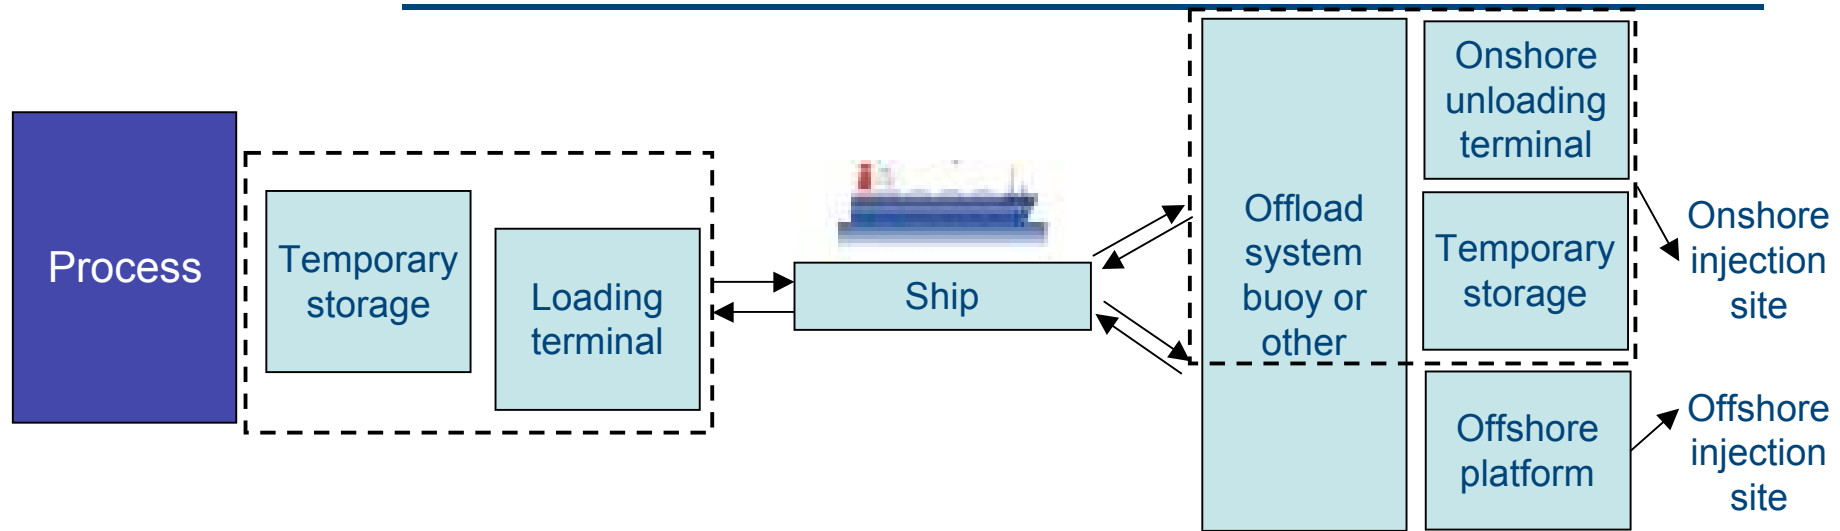 Process
Temporary
storage
Loading
terminal
Ship
Offload
system
buoy or
other
Onshore
unloading
terminal
Temporary
storage
Offshore
platform
Onshore
injection
site
Offshore
injection
site